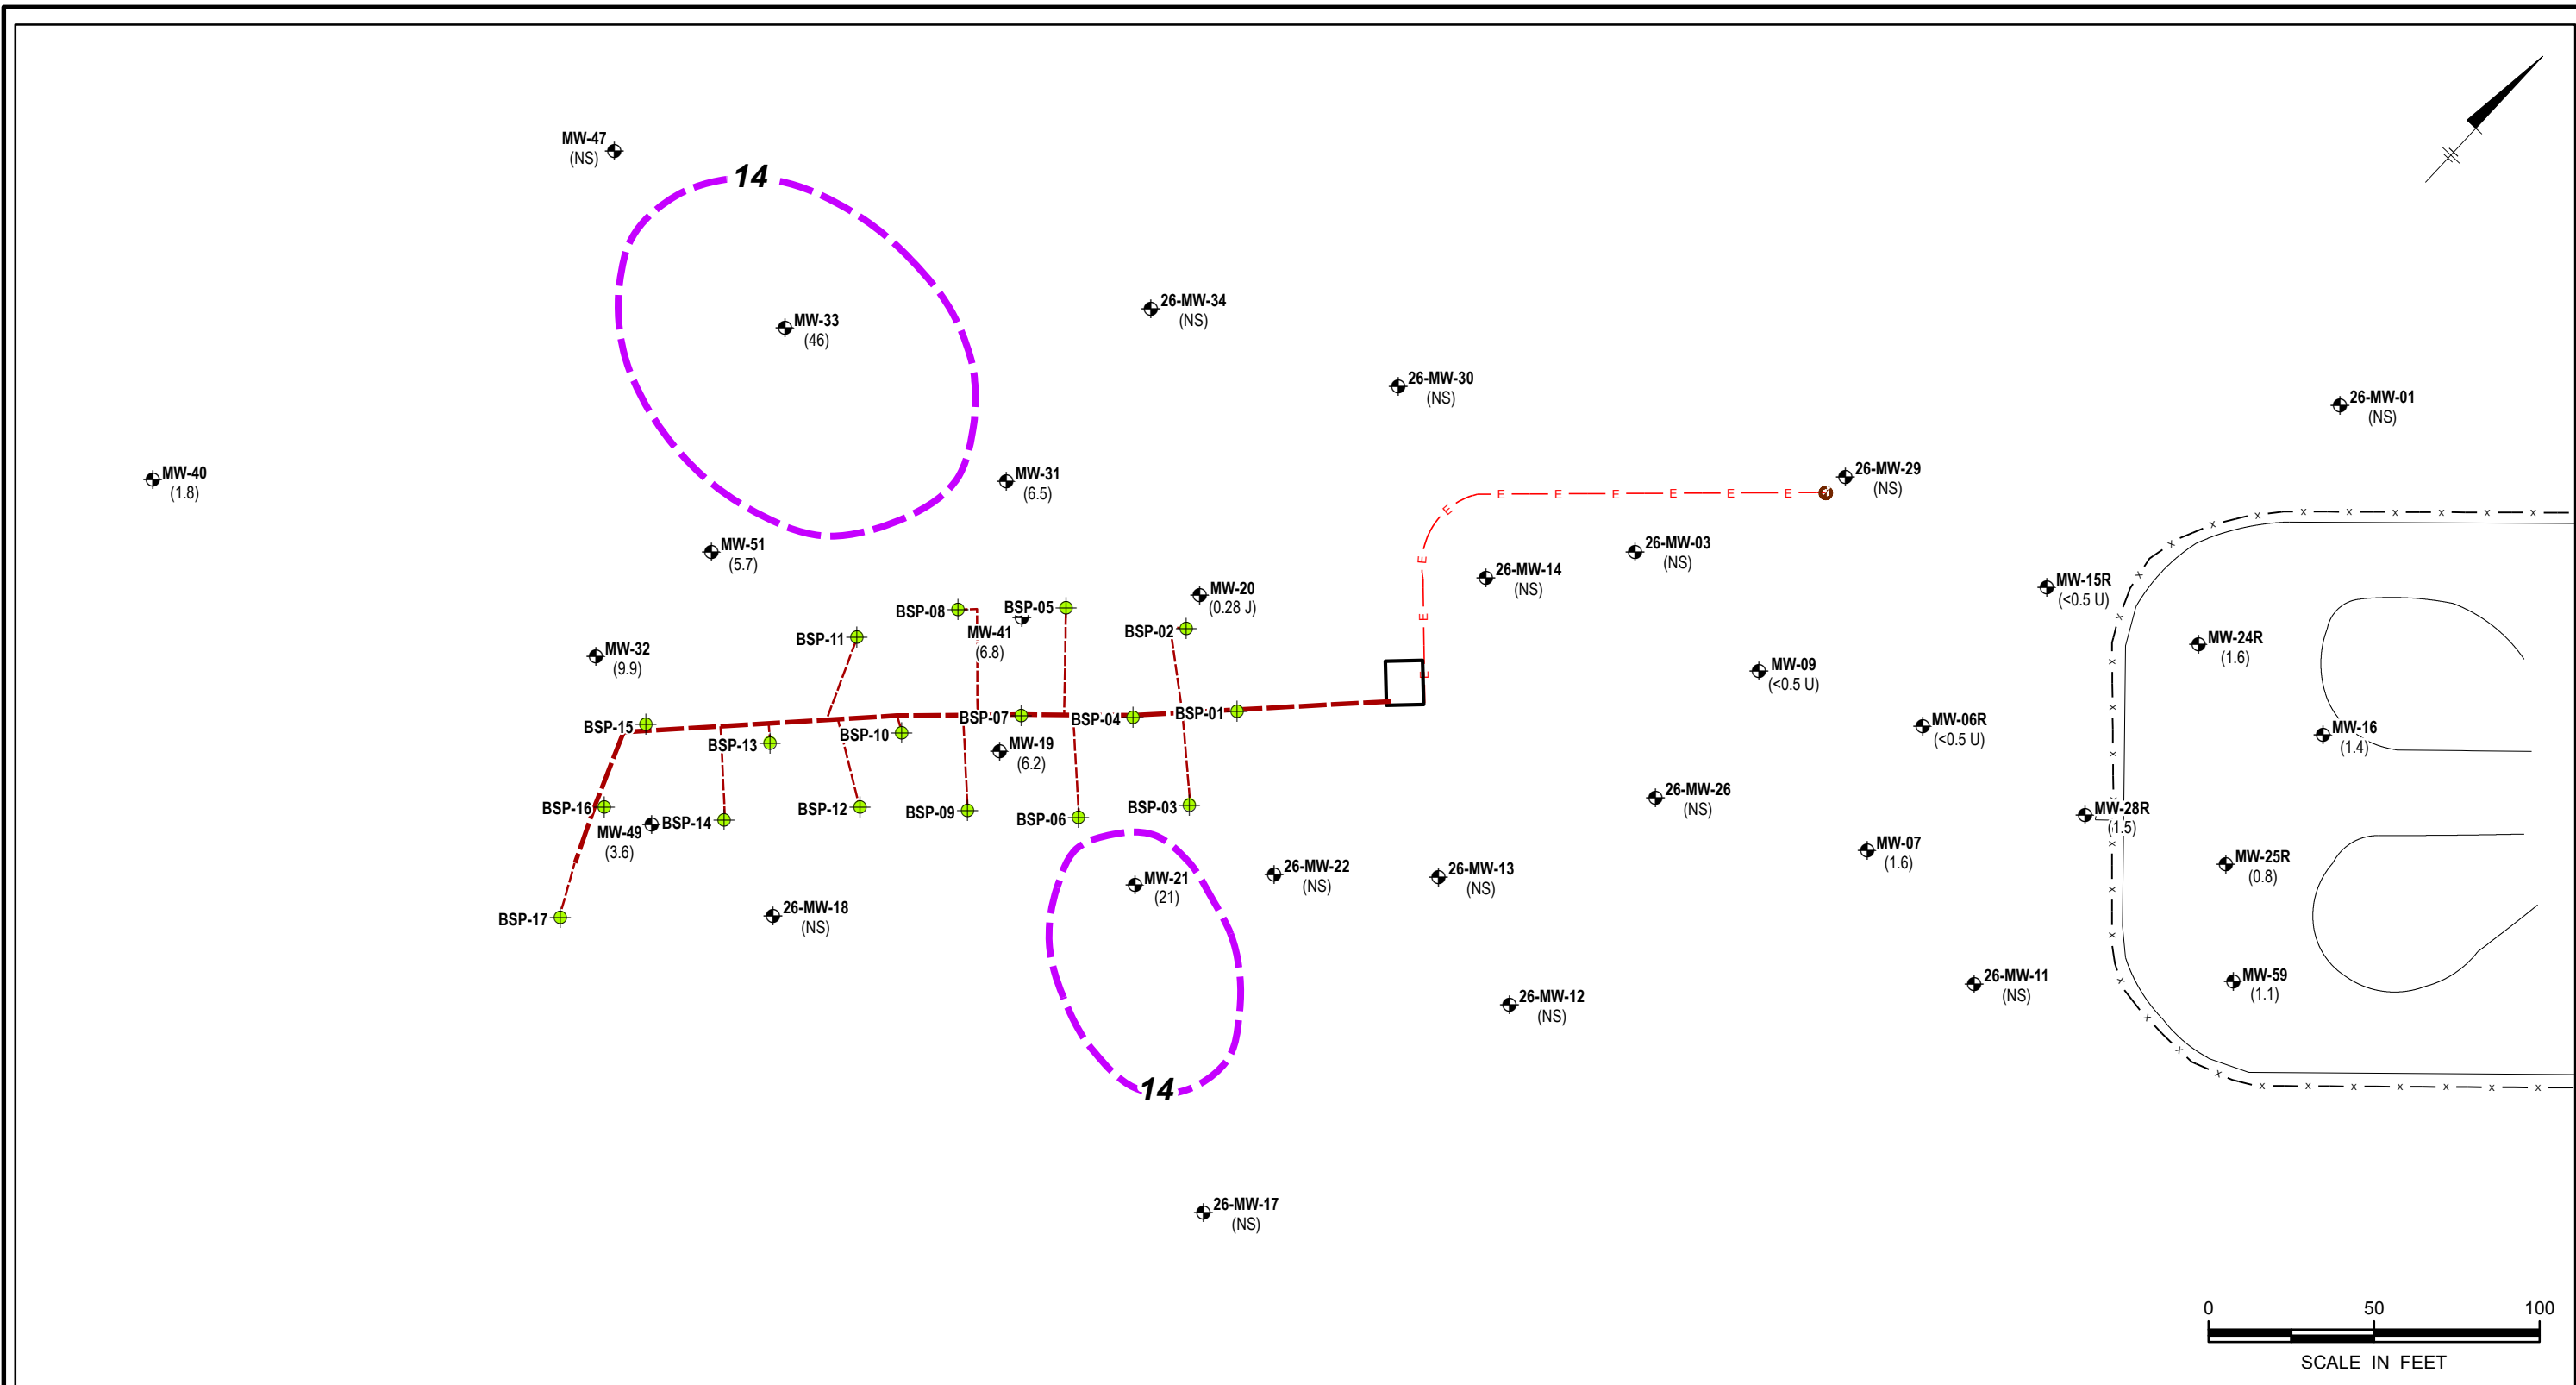 MW-47
(NS)
14
MW-33
(46)
26-MW-34
(NS)
26-MW-30
(NS)
26-MW-01
(NS)
MW-40
(1.8)
MW-31
(6.5)
26-MW-29
(NS)
E E E E E E
E
E
E
E
MW-51
(5.7)
26-MW-14
(NS)
26-MW-03
(NS)
MW-15R
(<0.5 U)
MW-20
(0.28 J)
BSP-08
BSP-05
MW-41
(6.8)
BSP-02
BSP-11
MW-32
(9.9)
MW-24R
(1.6)
MW-09
(<0.5 U)
BSP-15
BSP-13
BSP-10
BSP-07
BSP-04
BSP-01
MW-06R
(<0.5 U)
MW-16
(1.4)
MW-19
(6.2)
BSP-16
MW-49
(3.6)
BSP-14
BSP-12
BSP-09
BSP-06
BSP-03
26-MW-26
(NS)
MW-28R
(1.5)
MW-07
(1.6)
MW-25R
(0.8)
MW-21
(21)
26-MW-22
(NS)
26-MW-13
(NS)
BSP-17
26-MW-18
(NS)
26-MW-12
(NS)
26-MW-11
(NS)
MW-59
(1.1)
14
26-MW-17
(NS)
0 50 100
SCALE IN FEET